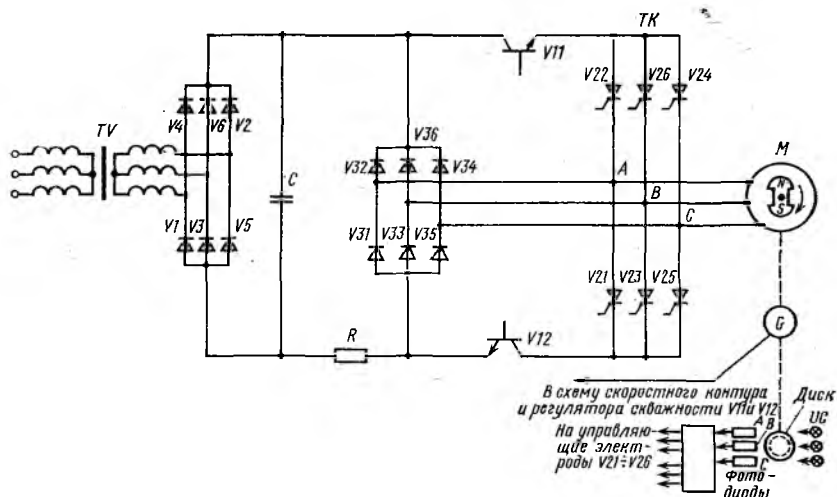 TK
V11
V22
V26
V24
V4
V6
V2
TV
V36
V32
V34
M
C
A
N
S
B
V1
V3
V5
V31
V33
V35
C
V21
V23
V25
R
V12
G
В схему скоростного контура
и регулятора скважности V11 и V12
Диск
На управляю-
щие элект-
роды V21÷V26
A
B
C
UG
Фото-
диоды